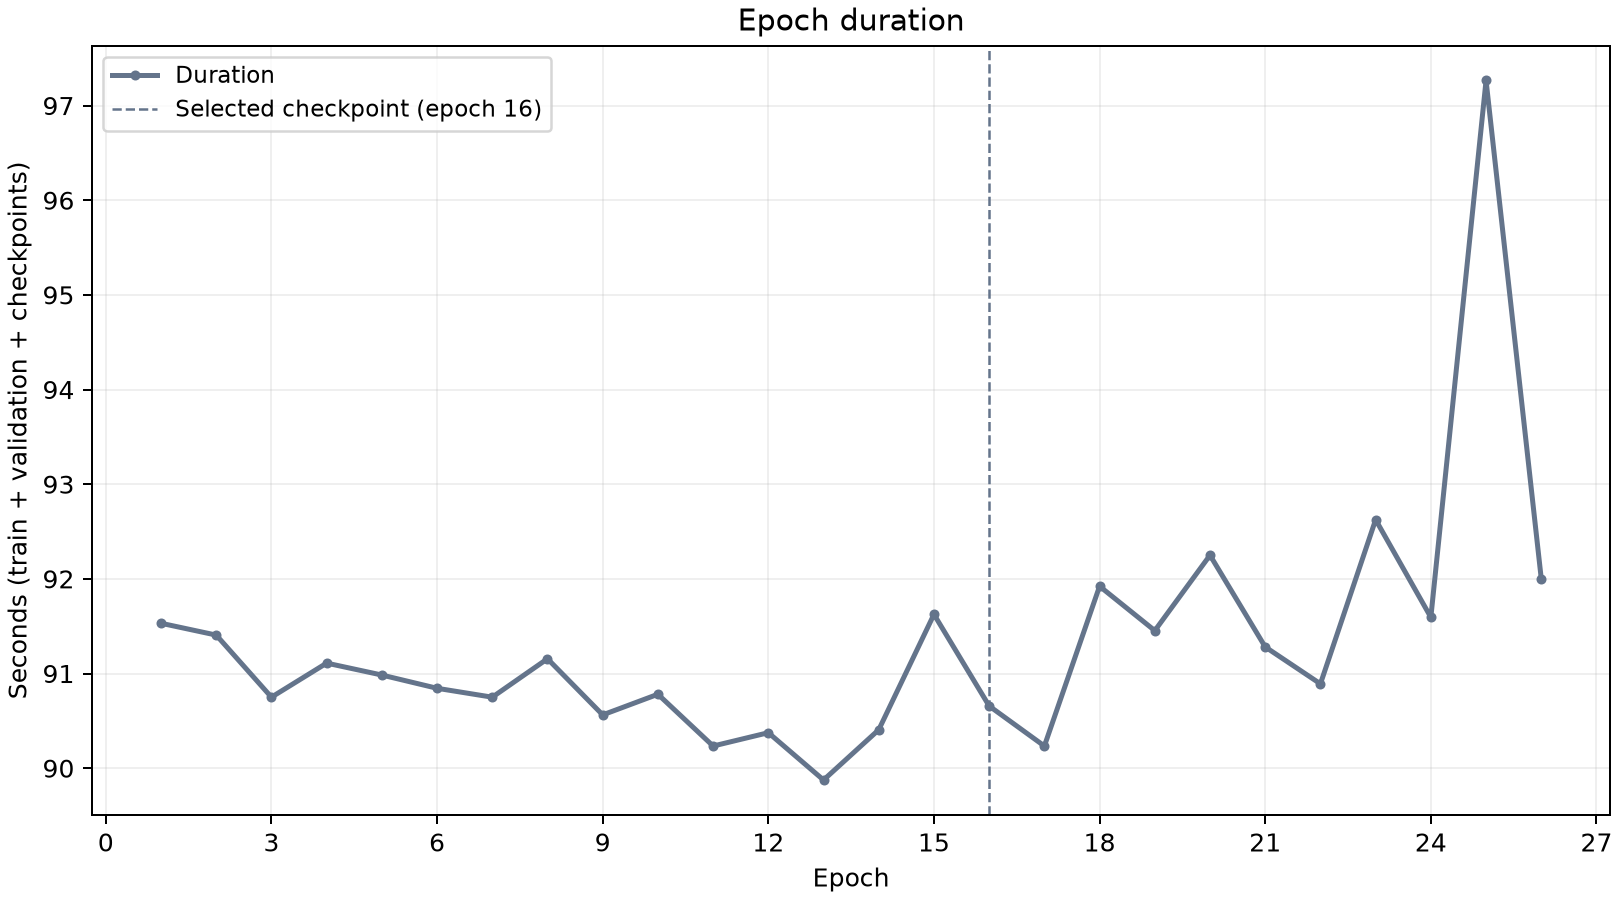 Epoch duration
Duration
Selected checkpoint (epoch 16)
Seconds (train + validation + checkpoints)
97
96
95
94
93
92
91
90
0 3 6 9 12 15 18 21 24 27
Epoch